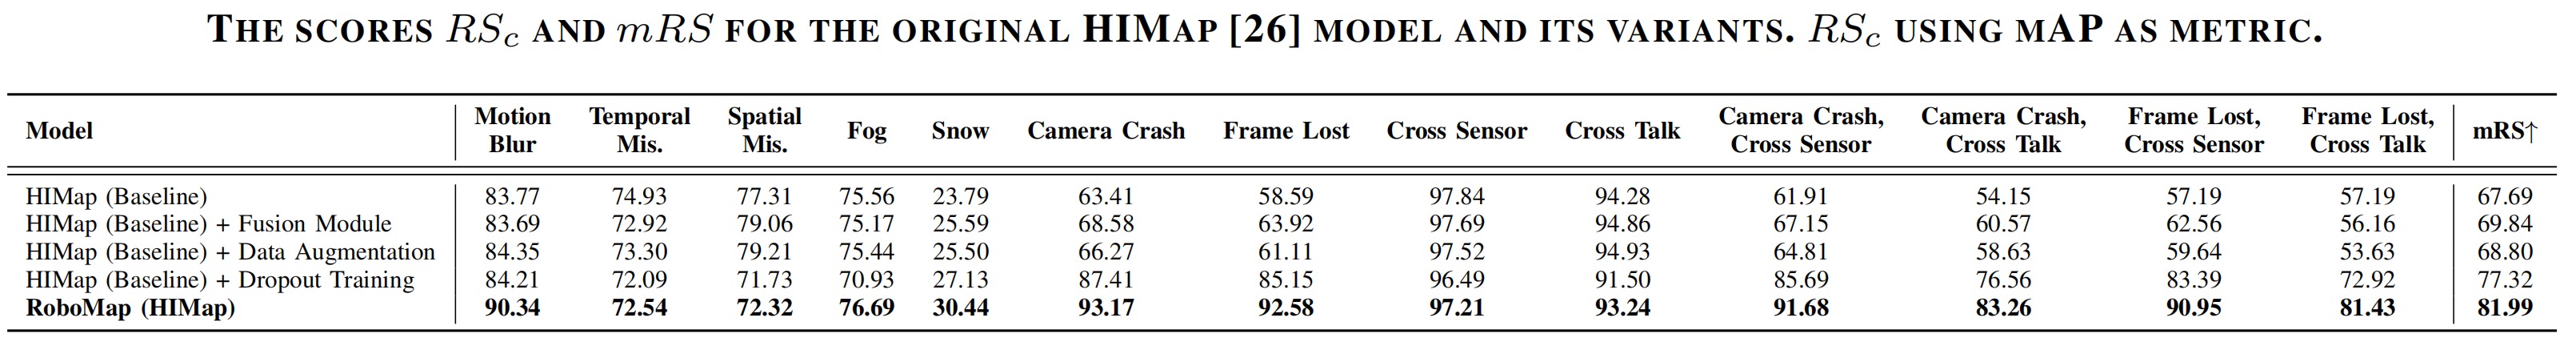 THE SCORES RSc AND mRS FOR THE ORIGINAL HIMAP [26] MODEL AND ITS VARIANTS. RSc USING MAP AS METRIC.
Model Motion Blur Temporal Mis. Spatial Mis. Fog Snow Camera Crash Frame Lost Cross Sensor Cross Talk Camera Crash, Cross Sensor Camera Crash, Cross Talk Frame Lost, Cross Sensor Frame Lost, Cross Talk mRS↑
HIMap (Baseline) 83.77 74.93 77.31 75.56 23.79 63.41 58.59 97.84 94.28 61.91 54.15 57.19 57.19 67.69
HIMap (Baseline) + Fusion Module 83.69 72.92 79.06 75.17 25.59 68.58 63.92 97.69 94.86 67.15 60.57 62.56 56.16 69.84
HIMap (Baseline) + Data Augmentation 84.35 73.30 79.21 75.44 25.50 66.27 61.11 97.52 94.93 64.81 58.63 59.64 53.63 68.80
HIMap (Baseline) + Dropout Training 84.21 72.09 71.73 70.93 27.13 87.41 85.15 96.49 91.50 85.69 76.56 83.39 72.92 77.32
RoboMap (HIMap) 90.34 72.54 72.32 76.69 30.44 93.17 92.58 97.21 93.24 91.68 83.26 90.95 81.43 81.99